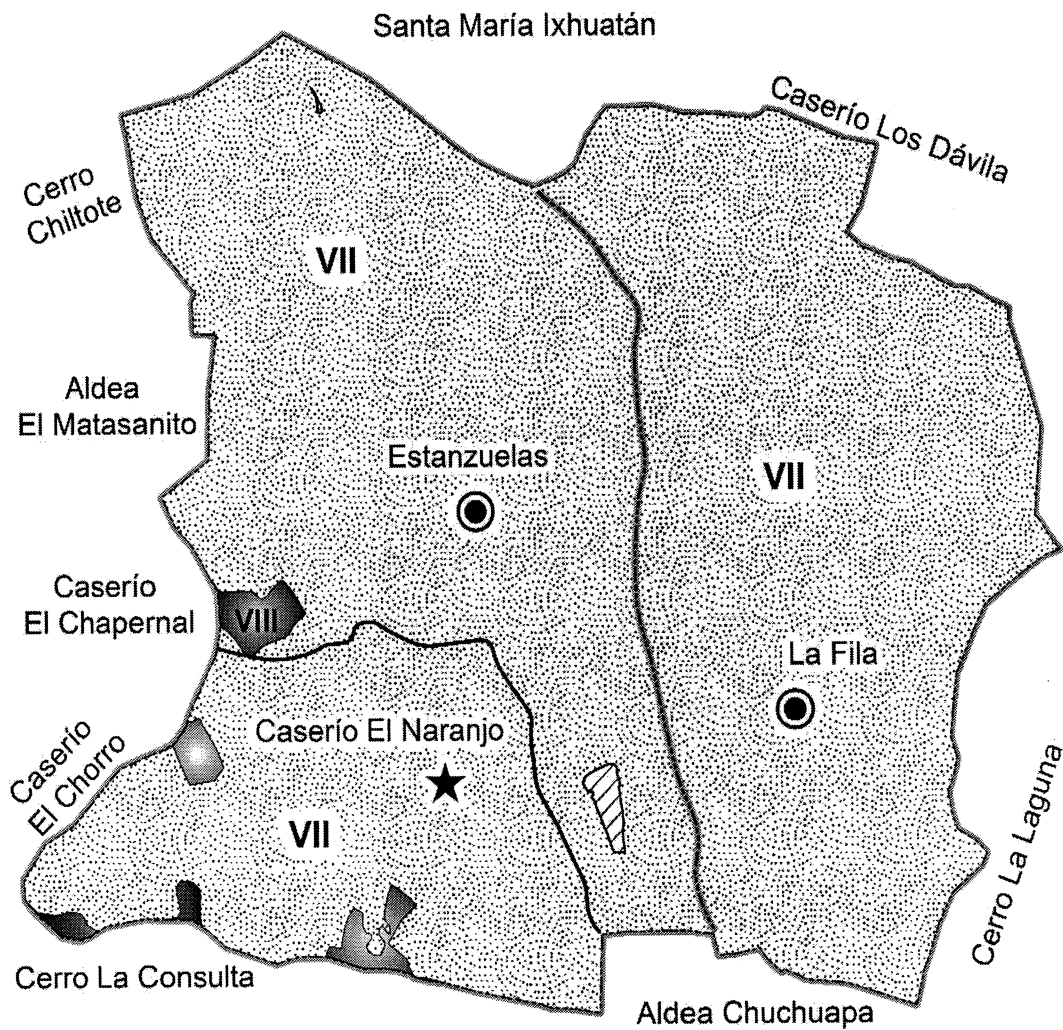 Santa María Ixhuatán
Caserío Los Dávila
Cerro
Chiltote
VII
Aldea
El Matasanito
Estanzuelas
VII
Caserío
El Chapernal
VIII
La Fila
Caserío El Naranjo
Caserío
El Chorro
VII
Cerro La Laguna
Cerro La Consulta
Aldea Chuchuapa